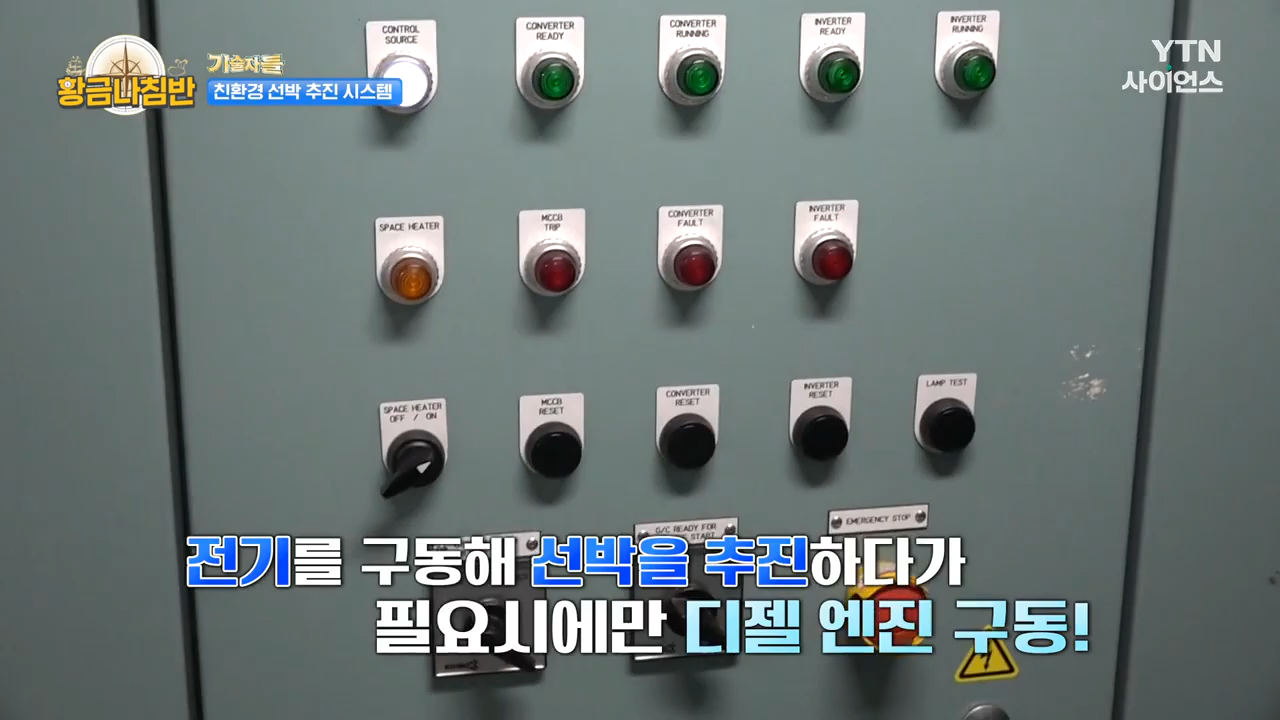 황금나침반
기술자들
친환경 선박 추진 시스템
YTN
사이언스
CONTROL
SOURCE
CONVERTER
READY
CONVERTER
RUNNING
INVERTER
READY
INVERTER
RUNNING
SPACE HEATER
MCCB
TRIP
CONVERTER
FAULT
INVERTER
FAULT
SPACE HEATER
OFF / ON
MCCB
RESET
CONVERTER
RESET
INVERTER
RESET
LAMP TEST
G/C READY FOR
START
EMERGENCY STOP
전기를 구동해 선박을 추진하다가
필요시에만 디젤 엔진 구동!